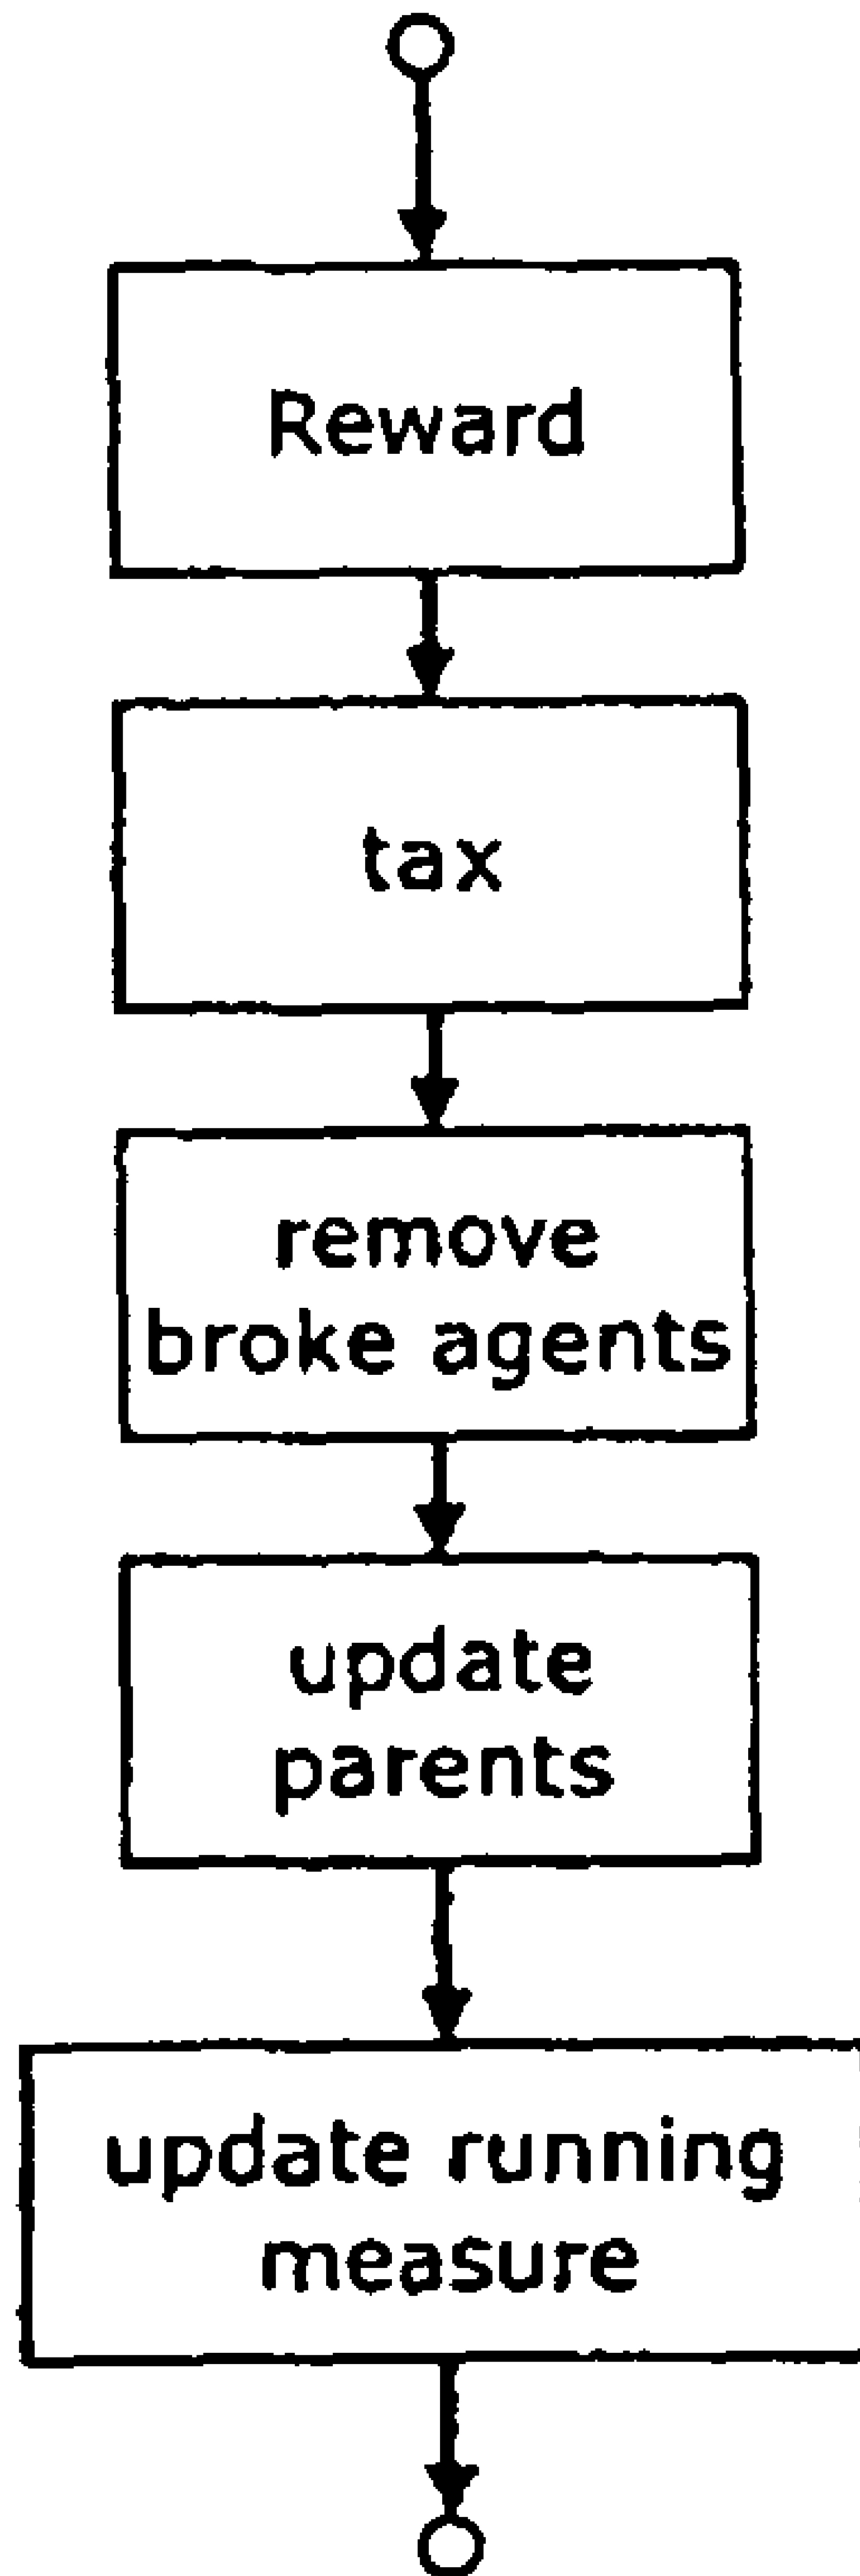 Reward
tax
remove
broke agents
update
parents
update running
measure